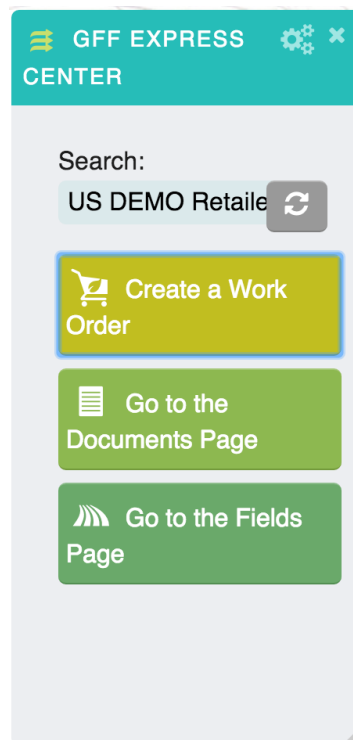 GFF EXPRESS
CENTER
Search:
US DEMO Retaile
Create a Work
Order
Go to the
Documents Page
Go to the Fields
Page